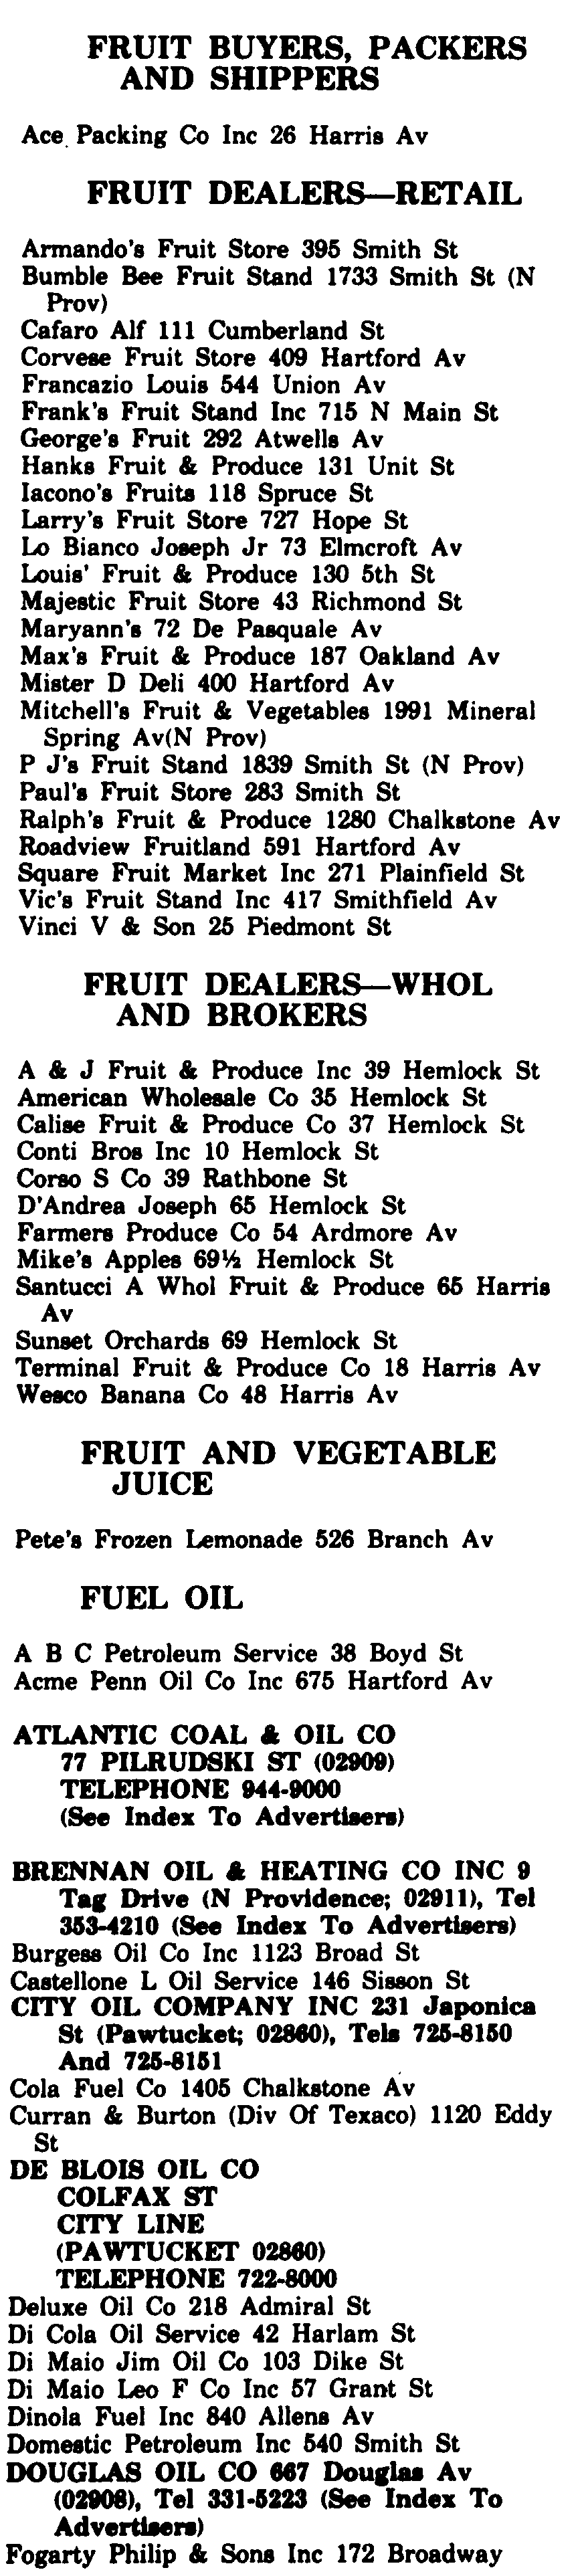 FRUIT BUYERS, PACKERS
AND SHIPPERS
Ace Packing Co Inc 26 Harris Av
FRUIT DEALERS—RETAIL
Armando's Fruit Store 395 Smith St
Bumble Bee Fruit Stand 1733 Smith St (N
Prov)
Cafaro Alf 111 Cumberland St
Corvese Fruit Store 409 Hartford Av
Francazio Louis 544 Union Av
Frank's Fruit Stand Inc 715 N Main St
George's Fruit 292 Atwells Av
Hanks Fruit & Produce 131 Unit St
Iacono's Fruits 118 Spruce St
Larry's Fruit Store 727 Hope St
Lo Bianco Joseph Jr 73 Elmcroft Av
Louis' Fruit & Produce 130 5th St
Majestic Fruit Store 43 Richmond St
Maryann's 72 De Pasquale Av
Max's Fruit & Produce 187 Oakland Av
Mister D Deli 400 Hartford Av
Mitchell's Fruit & Vegetables 1991 Mineral
Spring Av(N Prov)
P J's Fruit Stand 1839 Smith St (N Prov)
Paul's Fruit Store 283 Smith St
Ralph's Fruit & Produce 1280 Chalkstone Av
Roadview Fruitland 591 Hartford Av
Square Fruit Market Inc 271 Plainfield St
Vic's Fruit Stand Inc 417 Smithfield Av
Vinci V & Son 25 Piedmont St
FRUIT DEALERS—WHOL
AND BROKERS
A & J Fruit & Produce Inc 39 Hemlock St
American Wholesale Co 35 Hemlock St
Calise Fruit & Produce Co 37 Hemlock St
Conti Bros Inc 10 Hemlock St
Corso S Co 39 Rathbone St
D'Andrea Joseph 65 Hemlock St
Farmers Produce Co 54 Ardmore Av
Mike's Apples 69½ Hemlock St
Santucci A Whol Fruit & Produce 65 Harris
Av
Sunset Orchards 69 Hemlock St
Terminal Fruit & Produce Co 18 Harris Av
Wesco Banana Co 48 Harris Av
FRUIT AND VEGETABLE
JUICE
Pete's Frozen Lemonade 526 Branch Av
FUEL OIL
A B C Petroleum Service 38 Boyd St
Acme Penn Oil Co Inc 675 Hartford Av
ATLANTIC COAL & OIL CO
77 PILRUDSKI ST (02909)
TELEPHONE 944-9000
(See Index To Advertisers)
BRENNAN OIL & HEATING CO INC 9
Tag Drive (N Providence; 02911), Tel
353-4210 (See Index To Advertisers)
Burgess Oil Co Inc 1123 Broad St
Castellone L Oil Service 146 Sisson St
CITY OIL COMPANY INC 231 Japonica
St (Pawtucket; 02860), Tels 725-8150
And 725-8151
Cola Fuel Co 1405 Chalkstone Av
Curran & Burton (Div Of Texaco) 1120 Eddy
St
DE BLOIS OIL CO
COLFAX ST
CITY LINE
(PAWTUCKET 02860)
TELEPHONE 722-8000
Deluxe Oil Co 218 Admiral St
Di Cola Oil Service 42 Harlam St
Di Maio Jim Oil Co 103 Dike St
Di Maio Leo F Co Inc 57 Grant St
Dinola Fuel Inc 840 Allens Av
Domestic Petroleum Inc 540 Smith St
DOUGLAS OIL CO 667 Douglas Av
(02908), Tel 331-5223 (See Index To
Advertisers)
Fogarty Philip & Sons Inc 172 Broadway